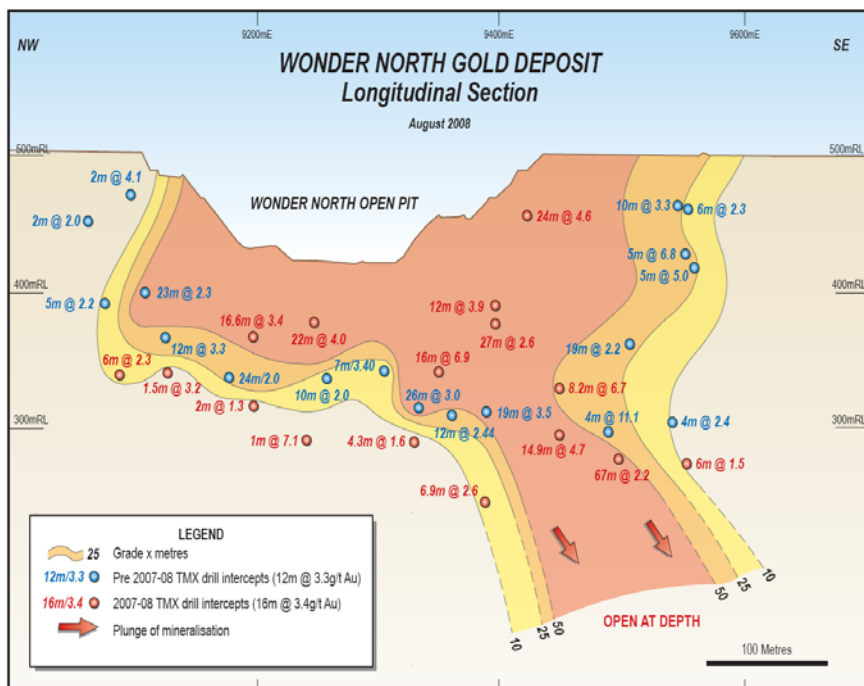 9200mE
9400mE
9600mE
NW
SE
WONDER NORTH GOLD DEPOSIT
Longitudinal Section
August 2008
500mRL
500mRL
2m @ 4.1
2m @ 2.0
WONDER NORTH OPEN PIT
24m @ 4.6
10m @ 3.3
6m @ 2.3
5m @ 6.8
5m @ 5.0
400mRL
400mRL
5m @ 2.2
23m @ 2.3
16.6m @ 3.4
22m @ 4.0
12m @ 3.9
27m @ 2.6
12m @ 3.3
19m @ 2.2
6m @ 2.3
1.5m @ 3.2
24m/2.0
10m @ 2.0
7m/3.40
16m @ 6.9
8.2m @ 6.7
2m @ 1.3
26m @ 3.0
19m @ 3.5
4m @ 11.1
4m @ 2.4
300mRL
300mRL
1m @ 7.1
4.3m @ 1.6
12m @ 2.44
14.9m @ 4.7
67m @ 2.2
6m @ 1.5
6.9m @ 2.6
LEGEND
25 Grade x metres
12m/3.3 Pre 2007-08 TMX drill intercepts (12m @ 3.3g/t Au)
16m/3.4 2007-08 TMX drill intercepts (16m @ 3.4g/t Au)
Plunge of mineralisation
10
25
50
50
25
10
OPEN AT DEPTH
100 Metres